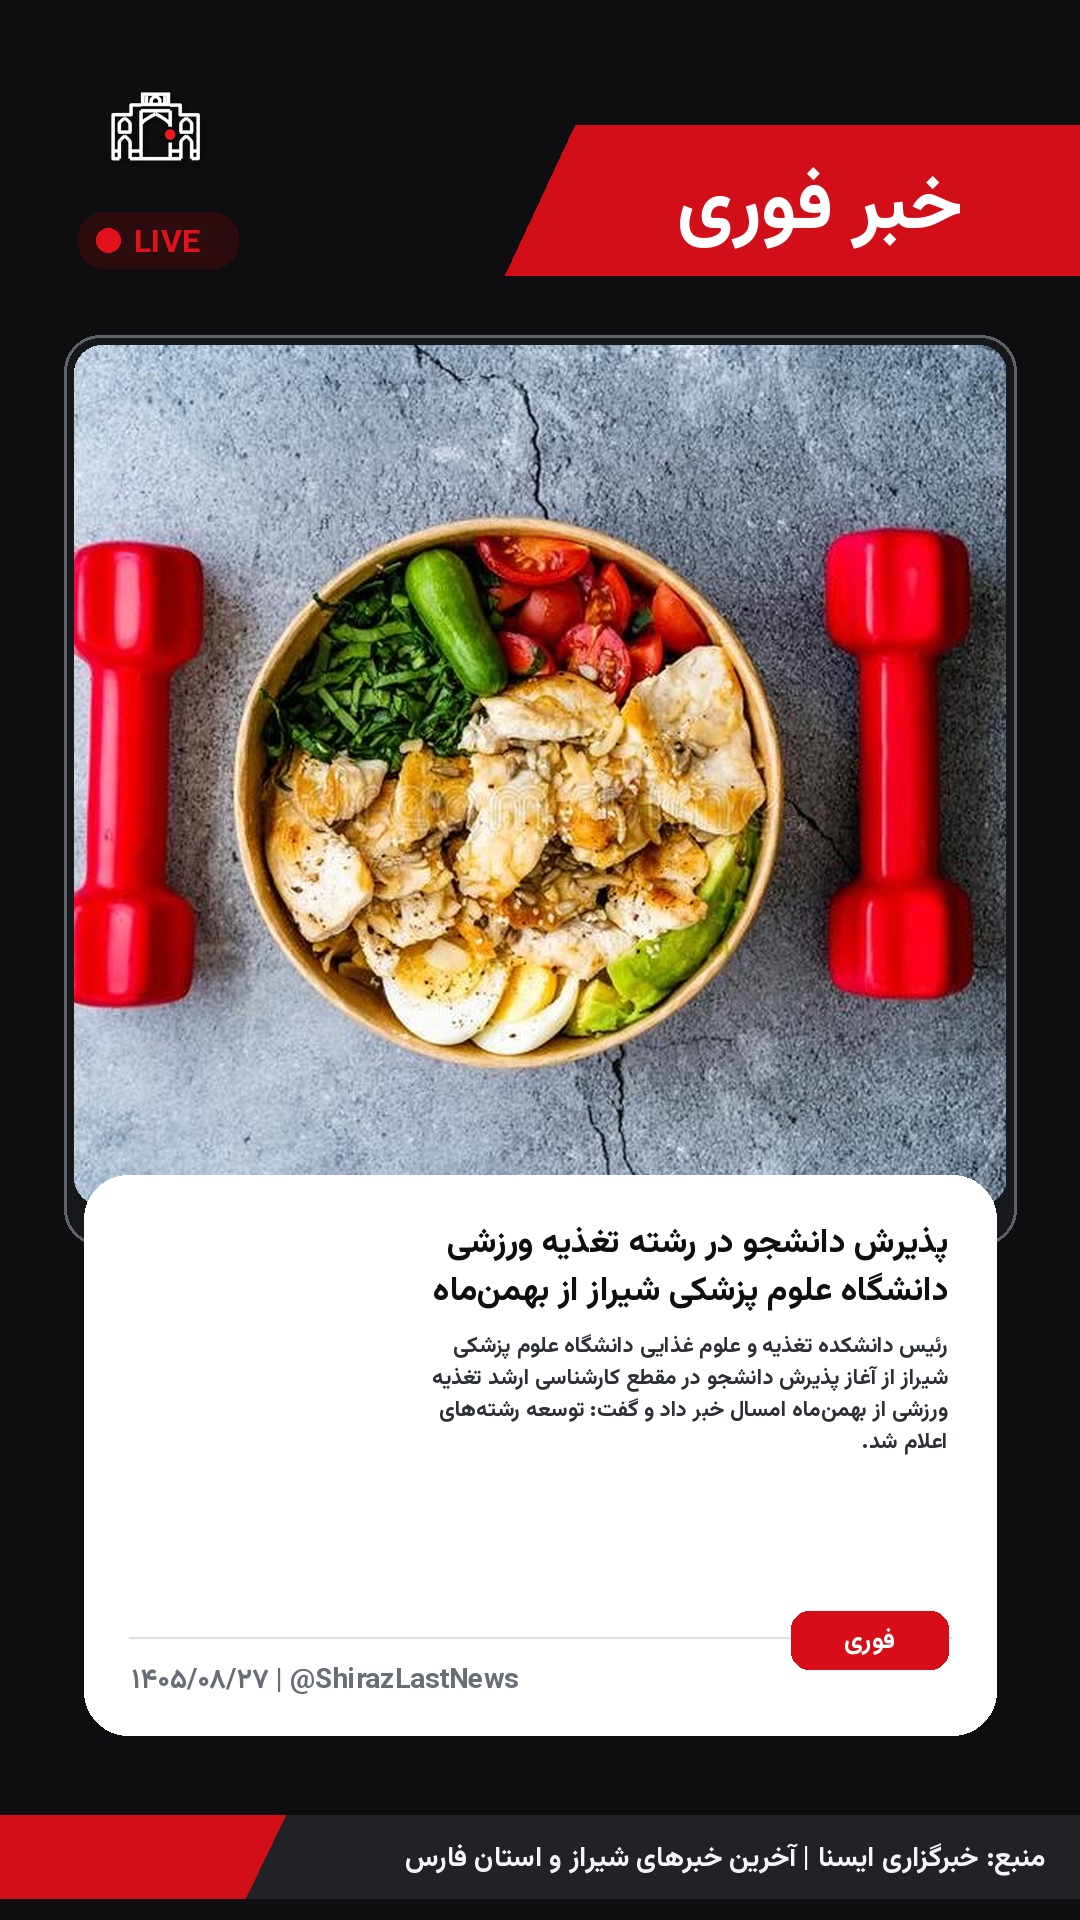 خبر فوری
LIVE
پذیرش دانشجو در رشته تغذیه ورزشی
دانشگاه علوم پزشکی شیراز از بهمن‌ماه
رئیس دانشکده تغذیه و علوم غذایی دانشگاه علوم پزشکی
شیراز از آغاز پذیرش دانشجو در مقطع کارشناسی ارشد تغذیه
ورزشی از بهمن‌ماه امسال خبر داد و گفت: توسعه رشته‌های
اعلام شد.
فوری
۱۴۰۵/۰۸/۲۷ | @ShirazLastNews
منبع: خبرگزاری ایسنا | آخرین خبرهای شیراز و استان فارس